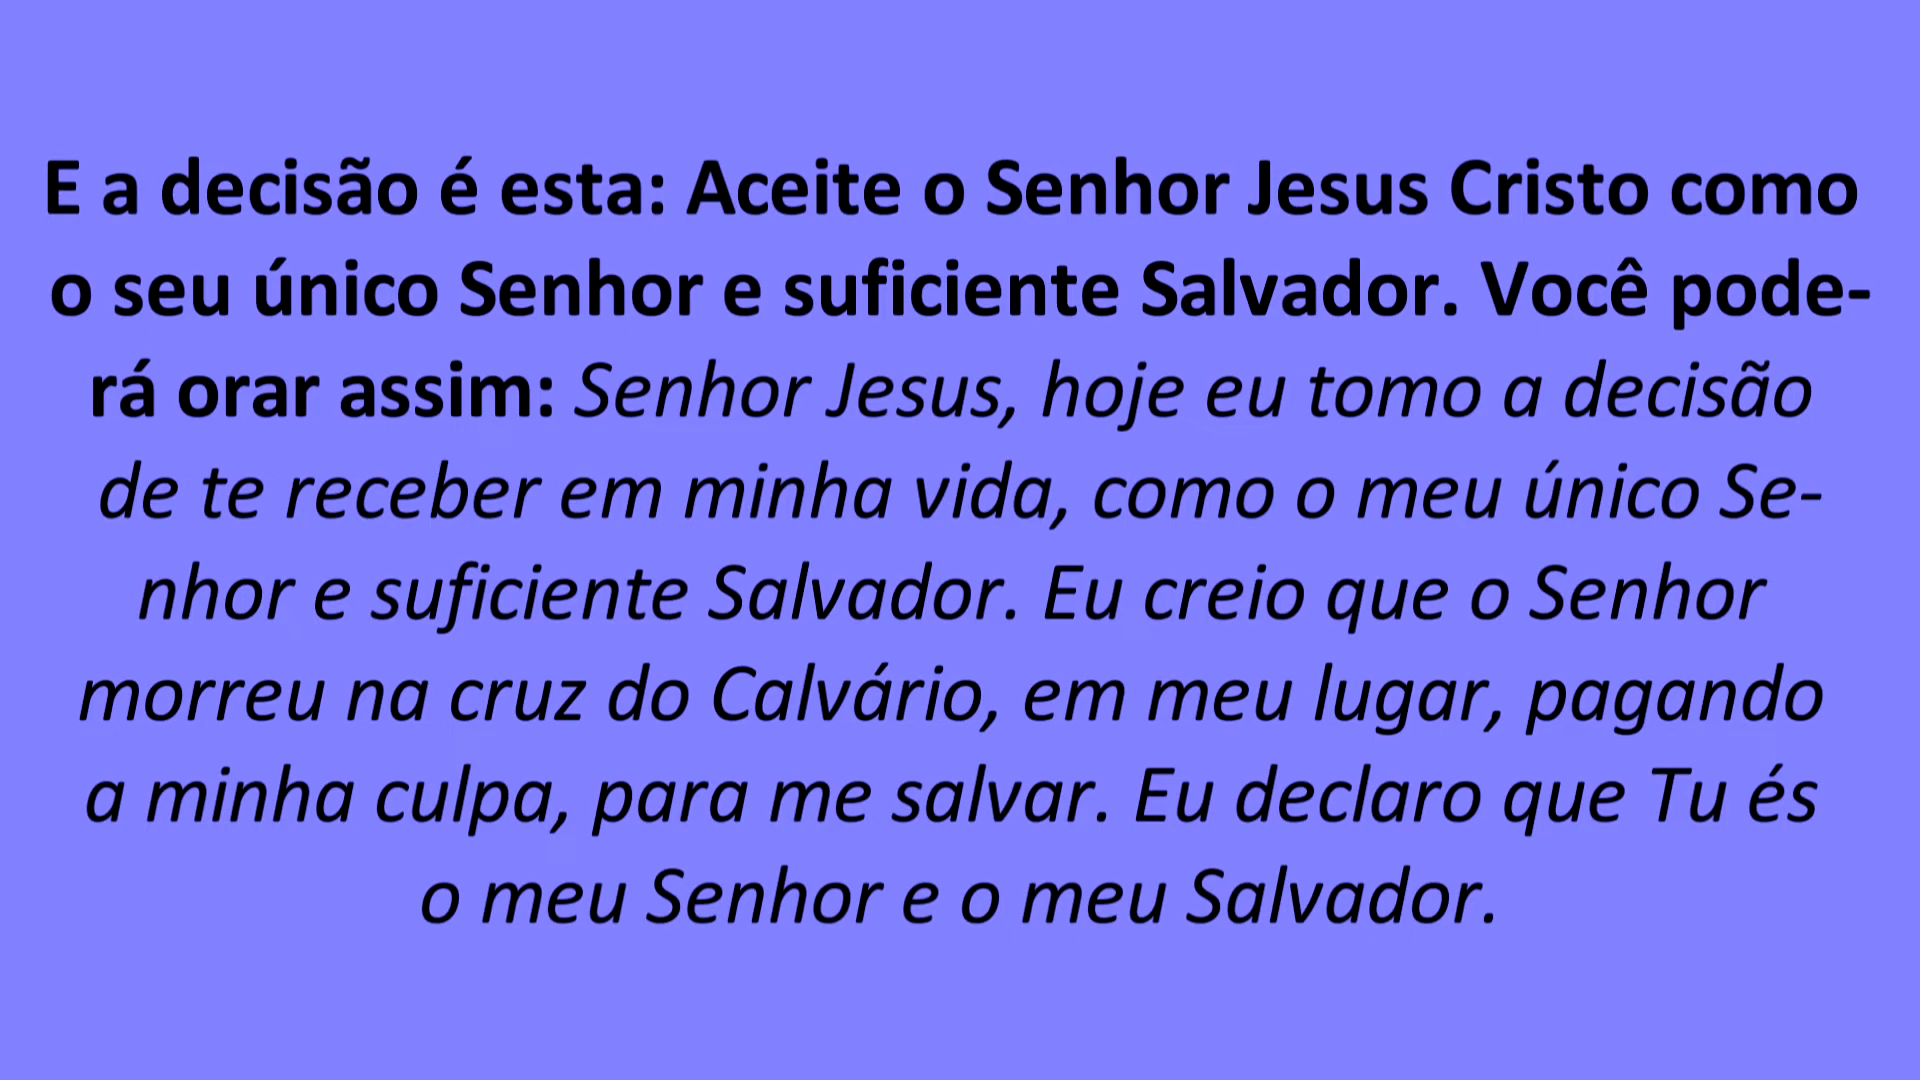 E a decisão é esta: Aceite o Senhor Jesus Cristo como
o seu único Senhor e suficiente Salvador. Você pode-
rá orar assim: Senhor Jesus, hoje eu tomo a decisão
de te receber em minha vida, como o meu único Se-
nhor e suficiente Salvador. Eu creio que o Senhor
morreu na cruz do Calvário, em meu lugar, pagando
a minha culpa, para me salvar. Eu declaro que Tu és
o meu Senhor e o meu Salvador.